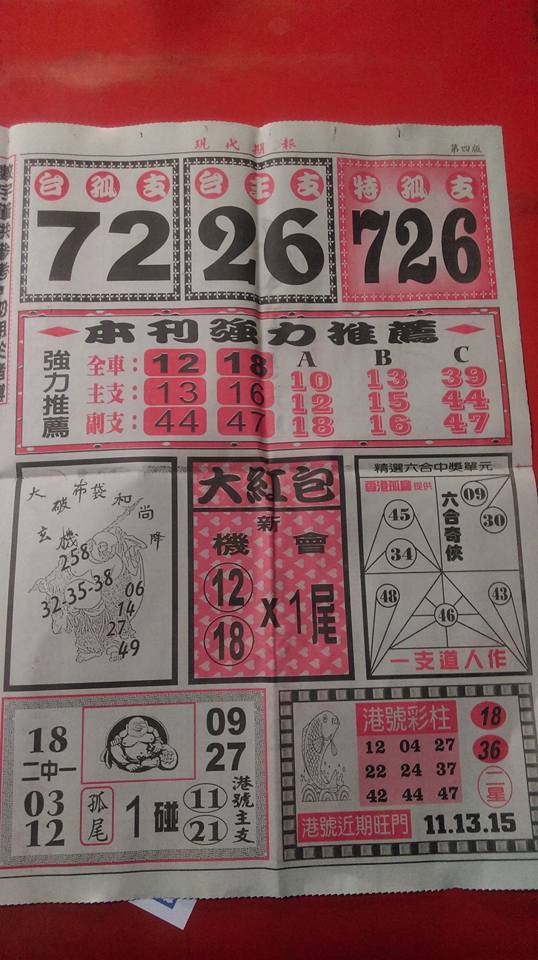 現代期報
第四版
台孤支
72
台主支
26
特孤支
726
本刊強力推薦
強力推薦
全車：12 18
主支：13 16
副支：44 47
A
10
12
18
B
13
15
16
C
39
44
47
大破布袋和尚
玄機
降
258
32-35-38
06
14
27
49
大紅包
新
機會
12
18
x1尾
精選六合中獎單元
香港孤寶提供
六合奇俠
09
30
45
34
48
46
43
一支道人作
18
二中一
03
12
孤尾
1碰
09
27
11
21
港號主支
港號彩柱
12 04 27
22 24 37
42 44 47
18
36
二星
港號近期旺門 11.13.15